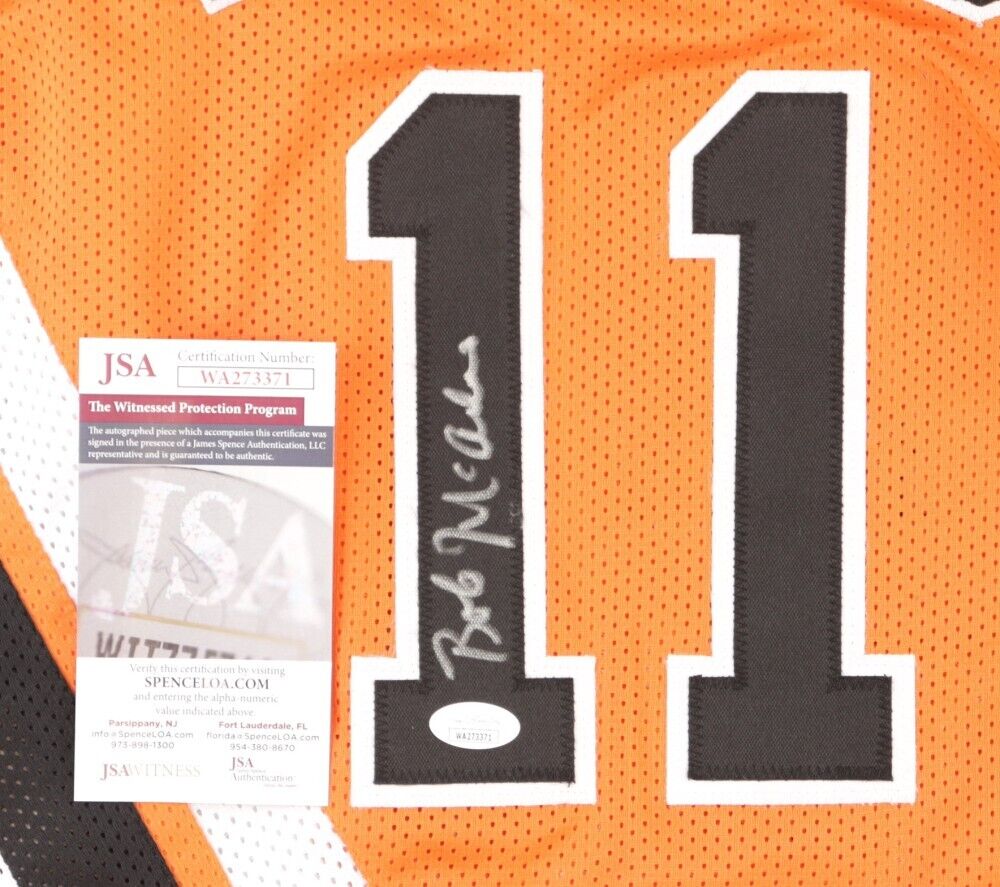 11
JSA
Certification Number:
WA273371
The Witnessed Protection Program
The autographed piece which accompanies this certificate was
signed in the presence of a James Spence Authentication, LLC
representative and is guaranteed to be authentic.
JSA
Verify this certification by visiting
SPENCELOA.COM
and entering the alpha-numeric
value indicated above.
Parsippany, NJ
info@SpenceLOA.com
973-898-1300
Fort Lauderdale, FL
florida@SpenceLOA.com
954-380-8670
JSAWITNESS
JSA
Authentication
Bob McAdoo
WA273371